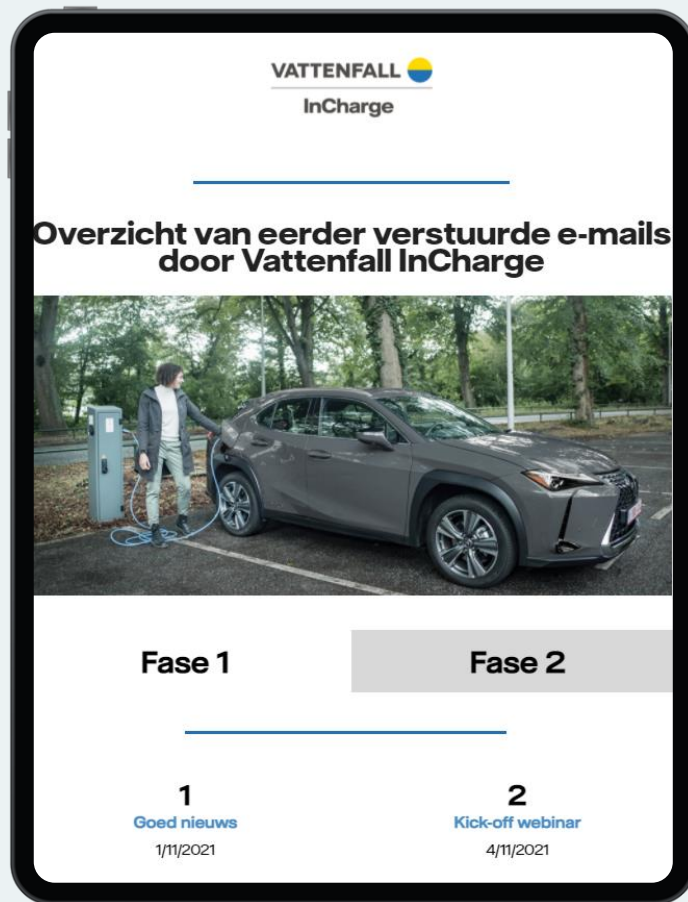 VATTENFALL
InCharge
Overzicht van eerder verstuurde e-mails
door Vattenfall InCharge
Fase 1
Fase 2
1
Goed nieuws
1/11/2021
2
Kick-off webinar
4/11/2021